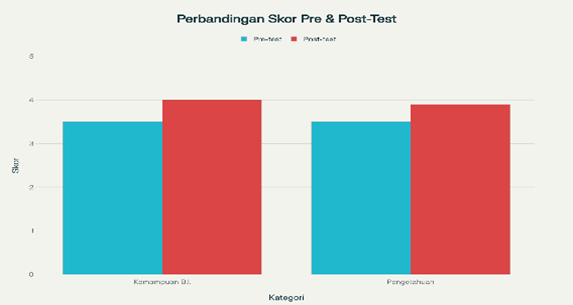 Perbandingan Skor Pre & Post-Test
Pre-test Post-test
5
4
3
2
1
0
Skor
Kemampuan B.I. Pengetahuan
Kategori